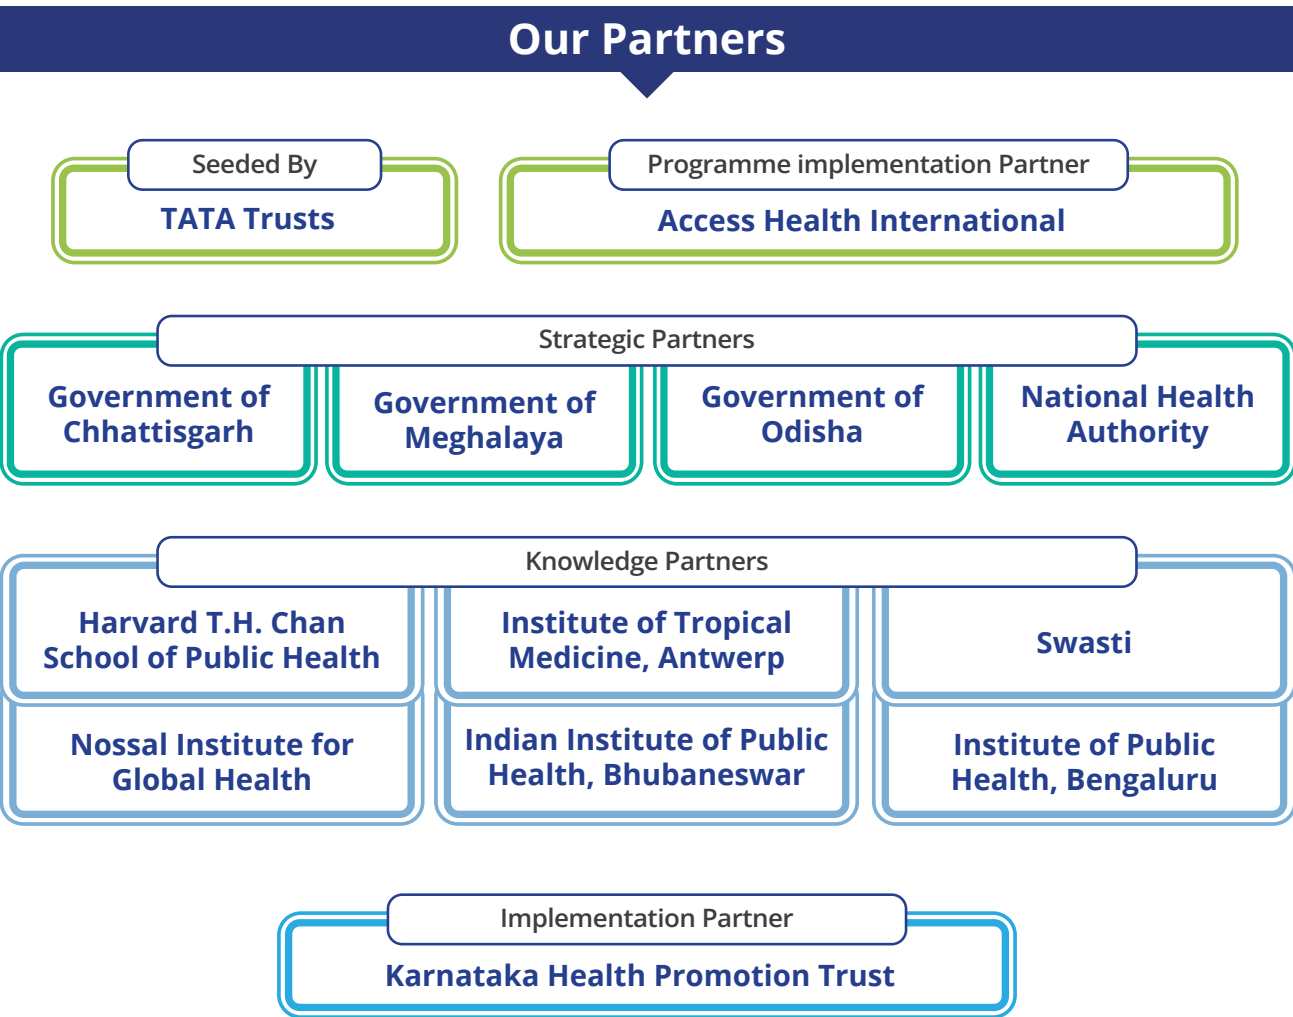 Our Partners
Seeded By
TATA Trusts
Programme implementation Partner
Access Health International
Strategic Partners
Government of
Chhattisgarh
Government of
Meghalaya
Government of
Odisha
National Health
Authority
Knowledge Partners
Harvard T.H. Chan
School of Public Health
Institute of Tropical
Medicine, Antwerp
Swasti
Nossal Institute for
Global Health
Indian Institute of Public
Health, Bhubaneswar
Institute of Public
Health, Bengaluru
Implementation Partner
Karnataka Health Promotion Trust